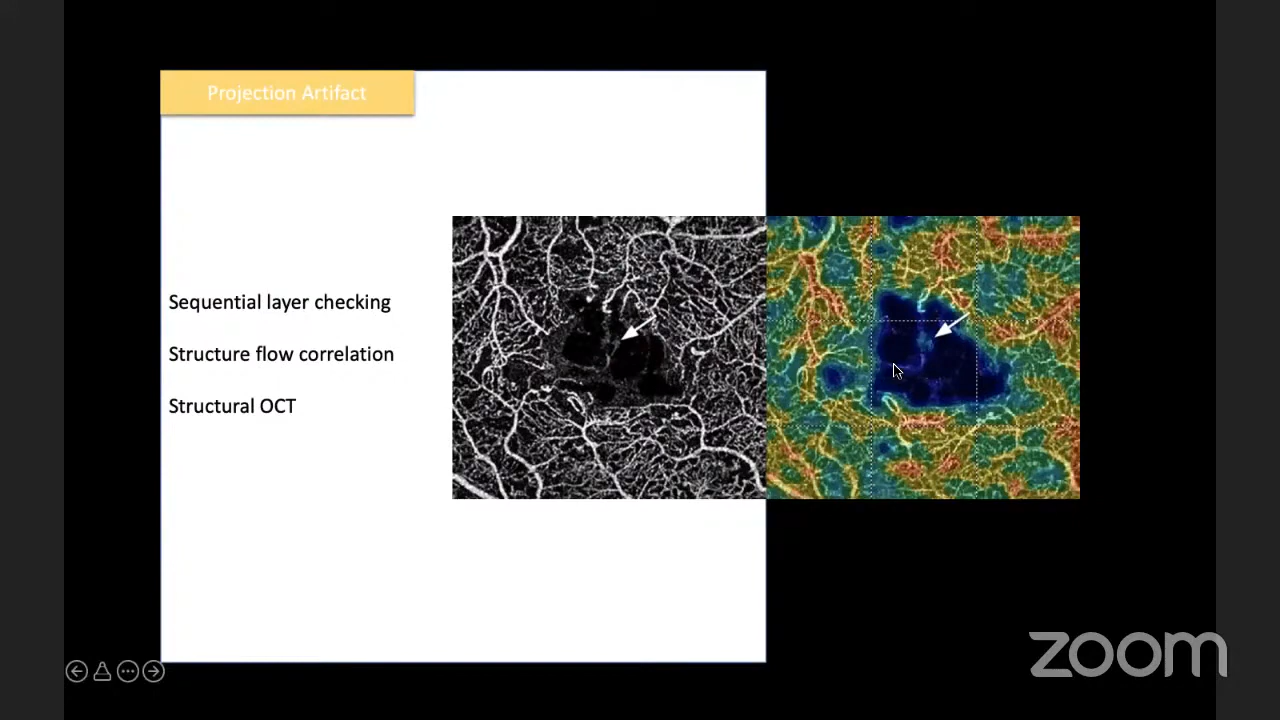 Projection Artifact
Sequential layer checking
Structure flow correlation
Structural OCT
zoom